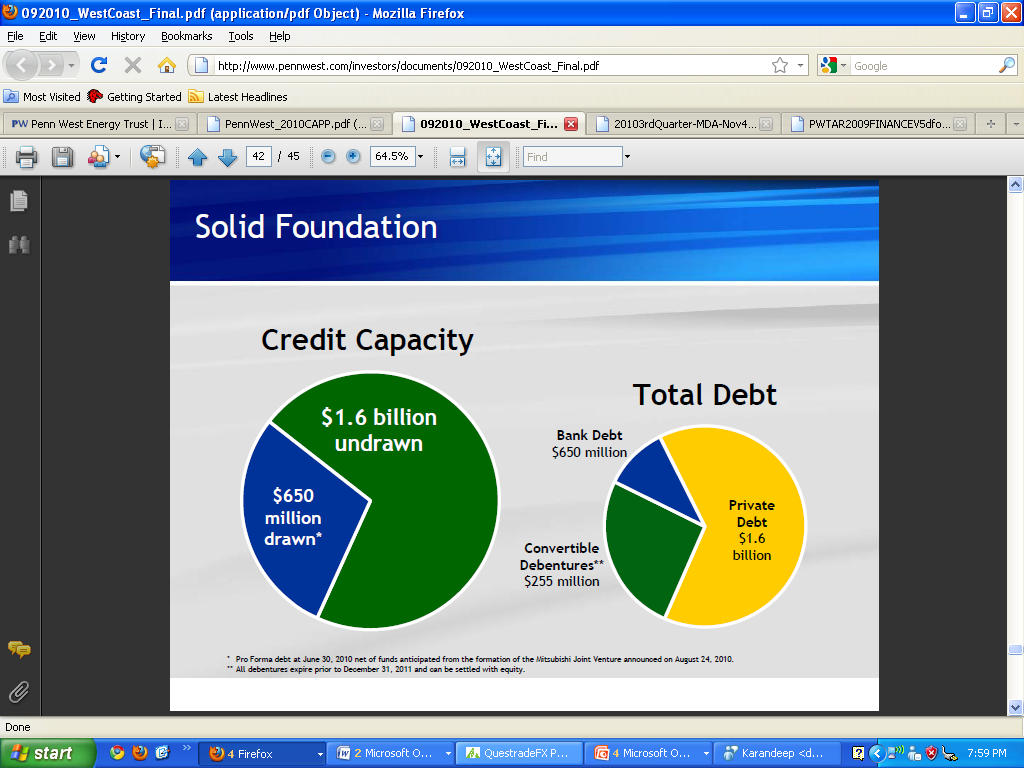 092010_WestCoast_Final.pdf (application/pdf Object) - Mozilla Firefox
File Edit View History Bookmarks Tools Help
http://www.pennwest.com/investors/documents/092010_WestCoast_Final.pdf
Google
Most Visited Getting Started Latest Headlines
PW Penn West Energy Trust | I...
PennWest_2010CAPP.pdf (...
092010_WestCoast_Fi...
20103rdQuarter-MDA-Nov4...
PWTAR2009FINANCEV5dfo...
42 / 45 64.5% Find
Solid Foundation
Credit Capacity
$1.6 billion
undrawn
$650
million
drawn*
Total Debt
Bank Debt
$650 million
Private
Debt
$1.6
billion
Convertible
Debentures**
$255 million
* Pro Forma debt at June 30, 2010 net of funds anticipated from the formation of the Mitsubishi Joint Venture announced on August 24, 2010.
** All debentures expire prior to December 31, 2011 and can be settled with equity.
Done
start 4 Firefox 2 Microsoft O... QuestradeFX P... 4 Microsoft O... Karandeep <d... 7:59 PM